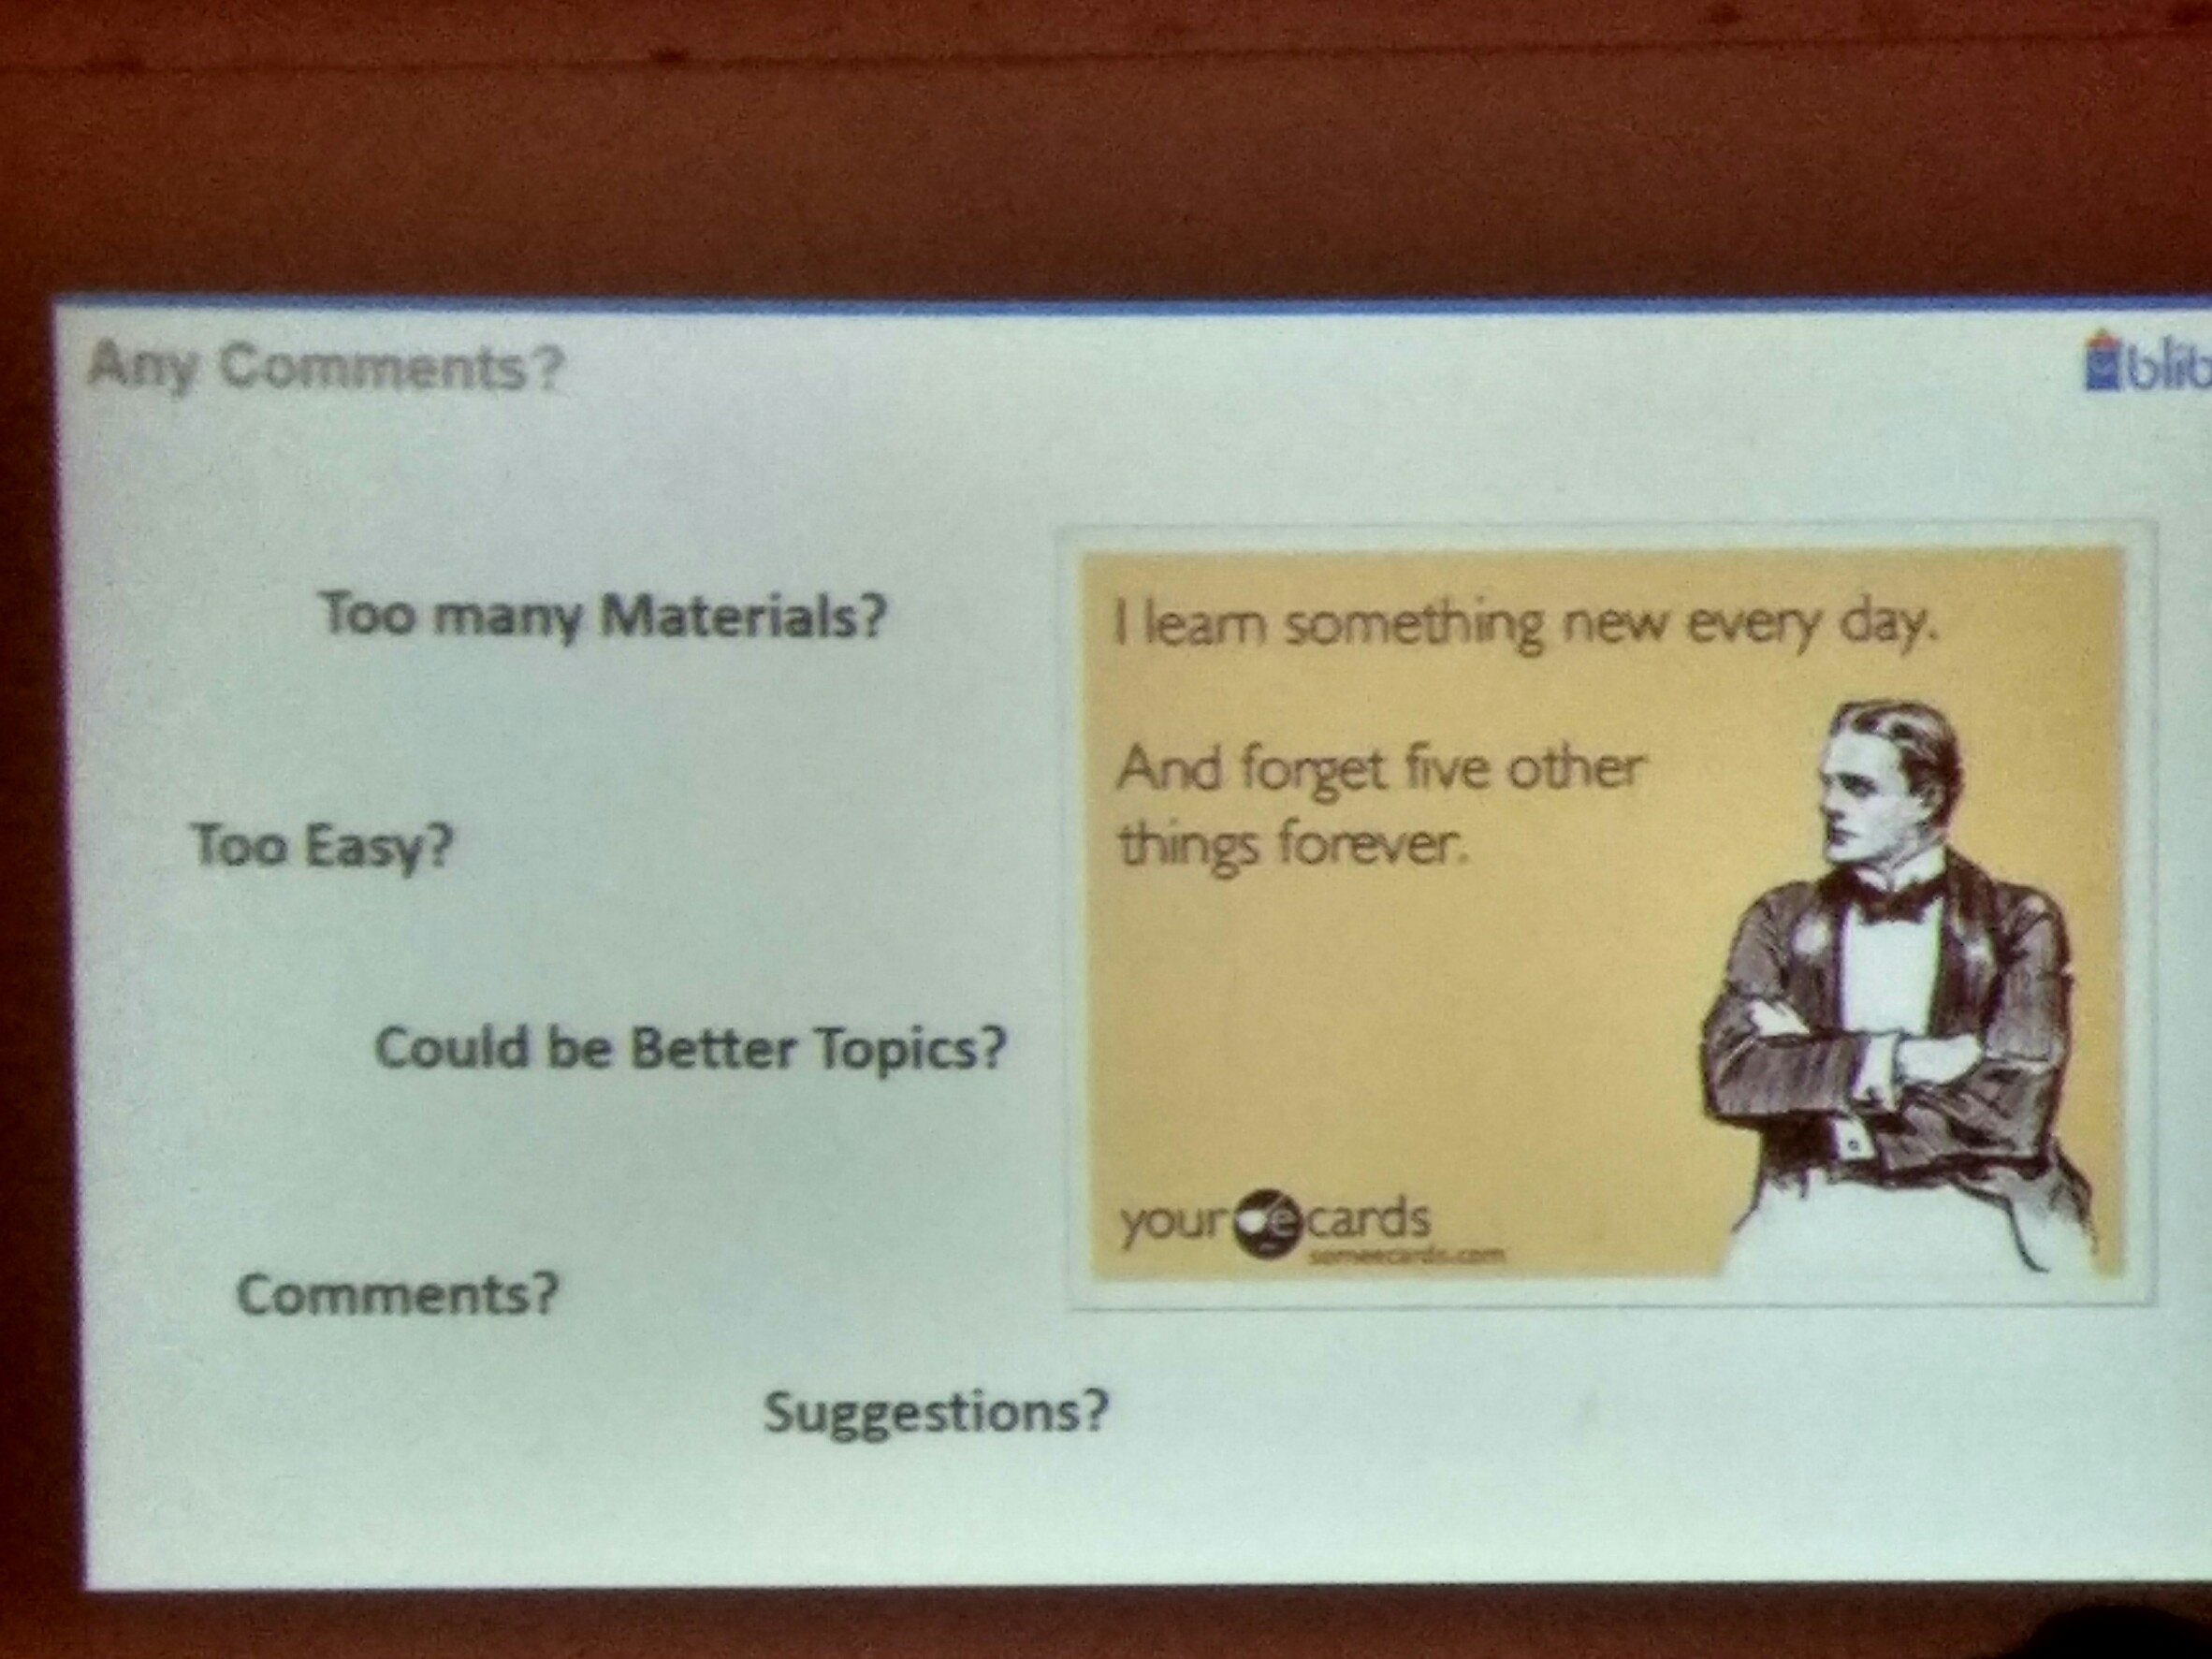 Any Comments?
blib
Too many Materials?
Too Easy?
Could be Better Topics?
Comments?
Suggestions?
I learn something new every day.
And forget five other
things forever.
your e cards
someecards.com